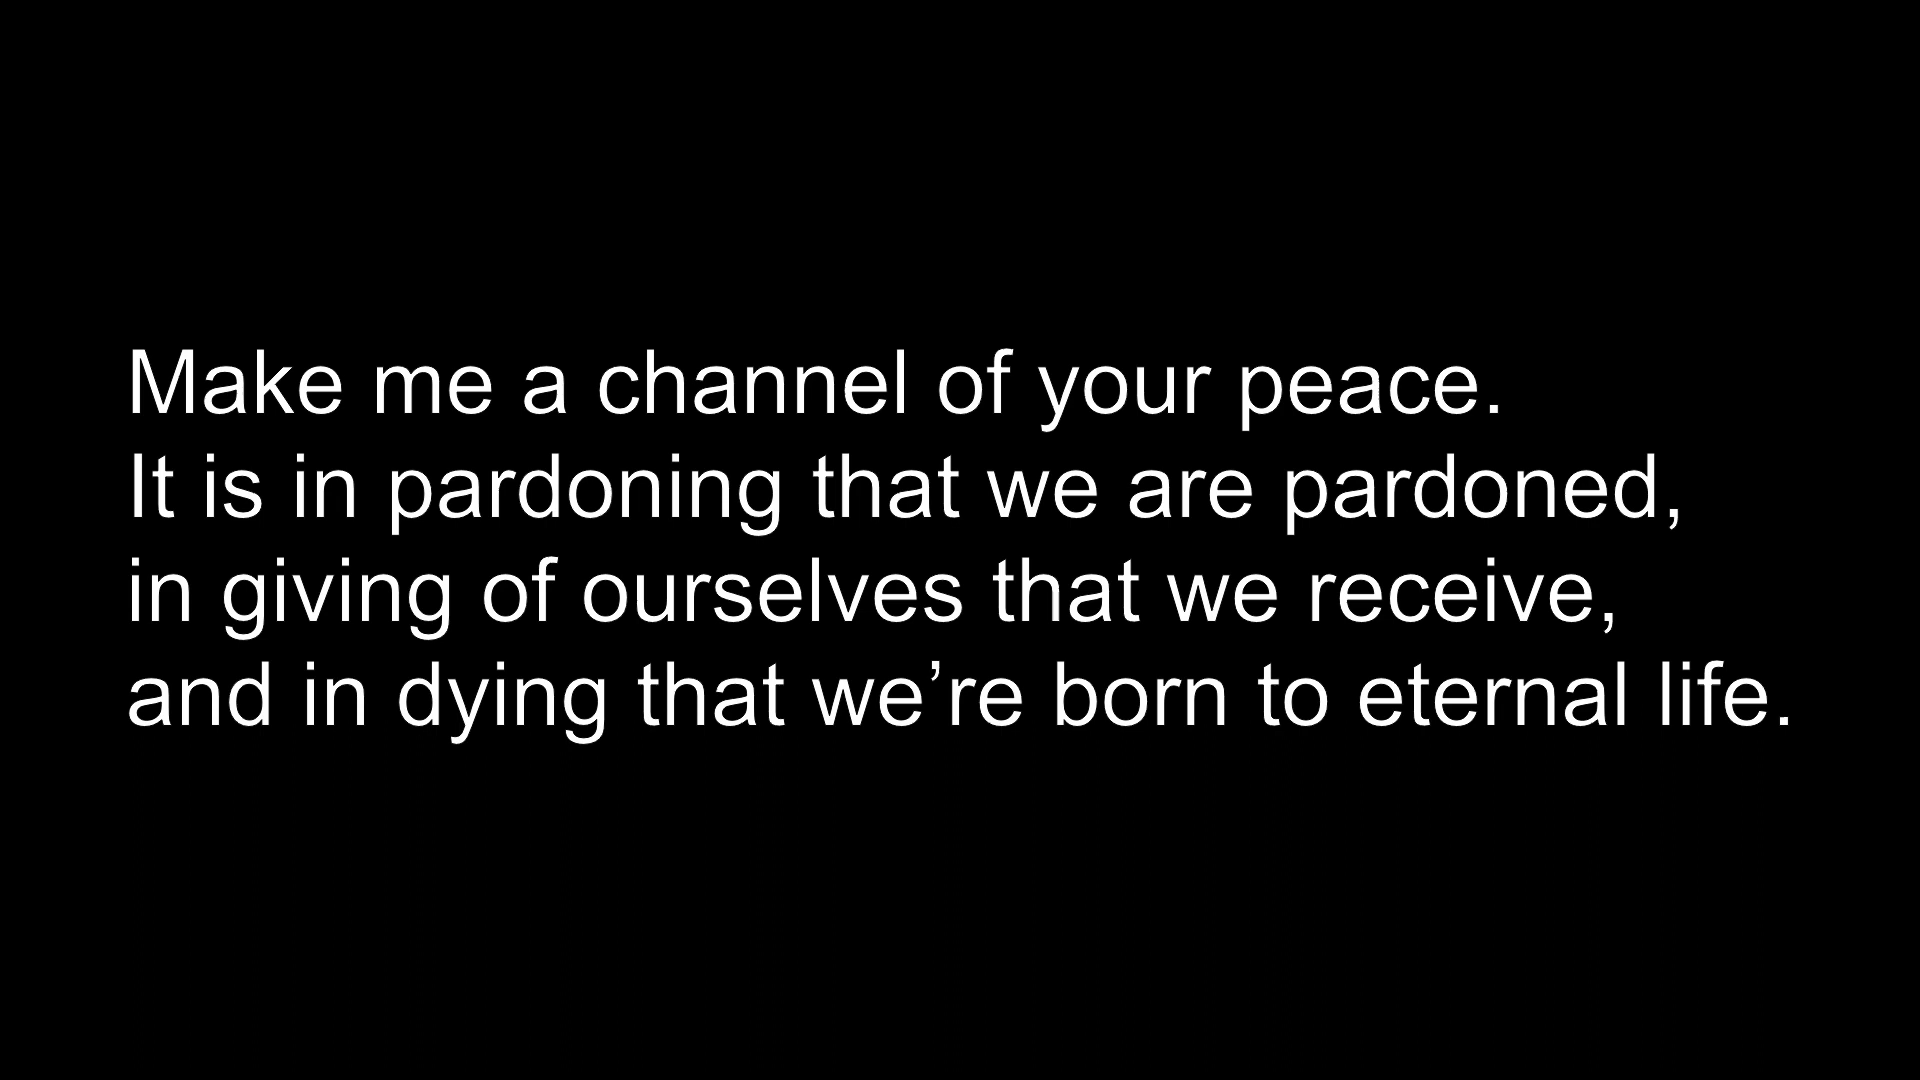 Make me a channel of your peace.
It is in pardoning that we are pardoned,
in giving of ourselves that we receive,
and in dying that we’re born to eternal life.